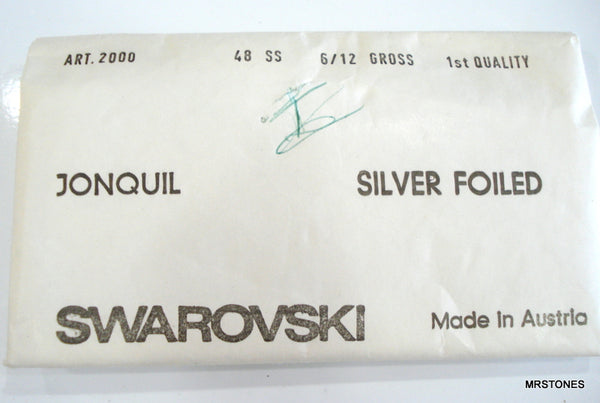 ART. 2000 48 SS 6/12 GROSS 1st QUALITY
JONQUIL SILVER FOILED
SWAROVSKI Made in Austria
MRSTONES